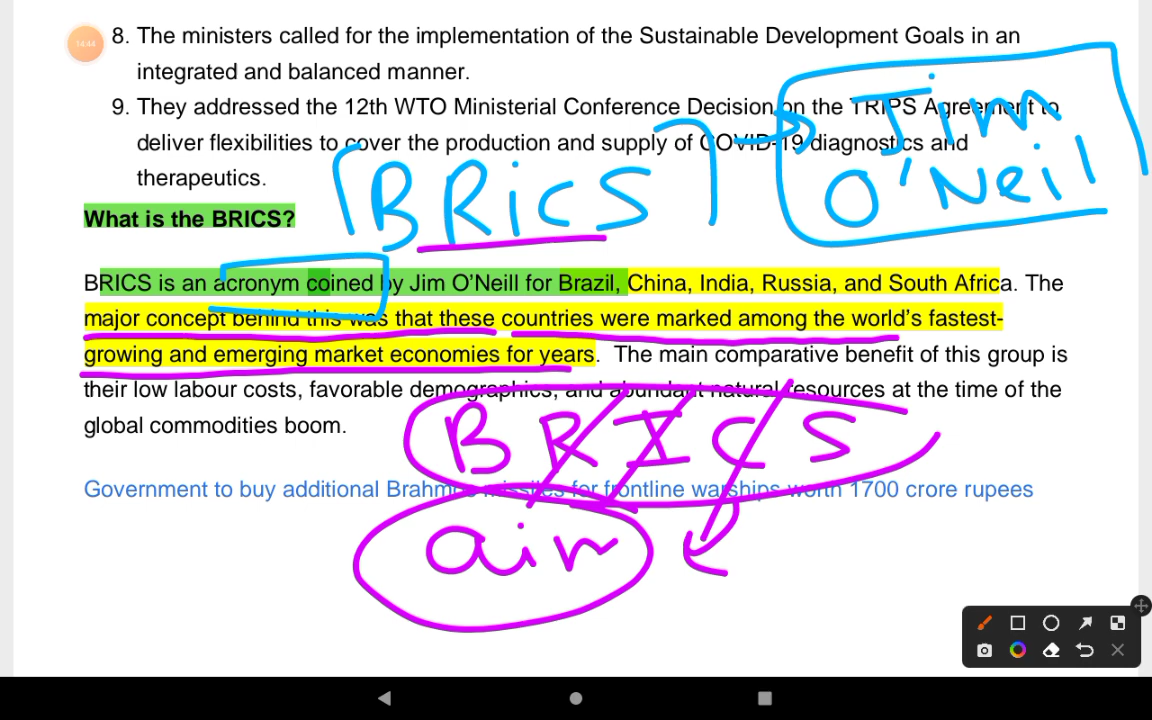 14:44
8. The ministers called for the implementation of the Sustainable Development Goals in an
integrated and balanced manner.
9. They addressed the 12th WTO Ministerial Conference Decision on the TRIPS Agreement to
deliver flexibilities to cover the production and supply of COVID-19 diagnostics and
therapeutics.
Jim
O'Neil
BRICS
What is the BRICS?
BRICS is an acronym coined by Jim O'Neill for Brazil, China, India, Russia, and South Africa. The
major concept behind this was that these countries were marked among the world's fastest-
growing and emerging market economies for years. The main comparative benefit of this group is
their low labour costs, favorable demographics, and abundant natural resources at the time of the
global commodities boom.
BRICS
Government to buy additional Brahmos missiles for frontline warships worth 1700 crore rupees
aim